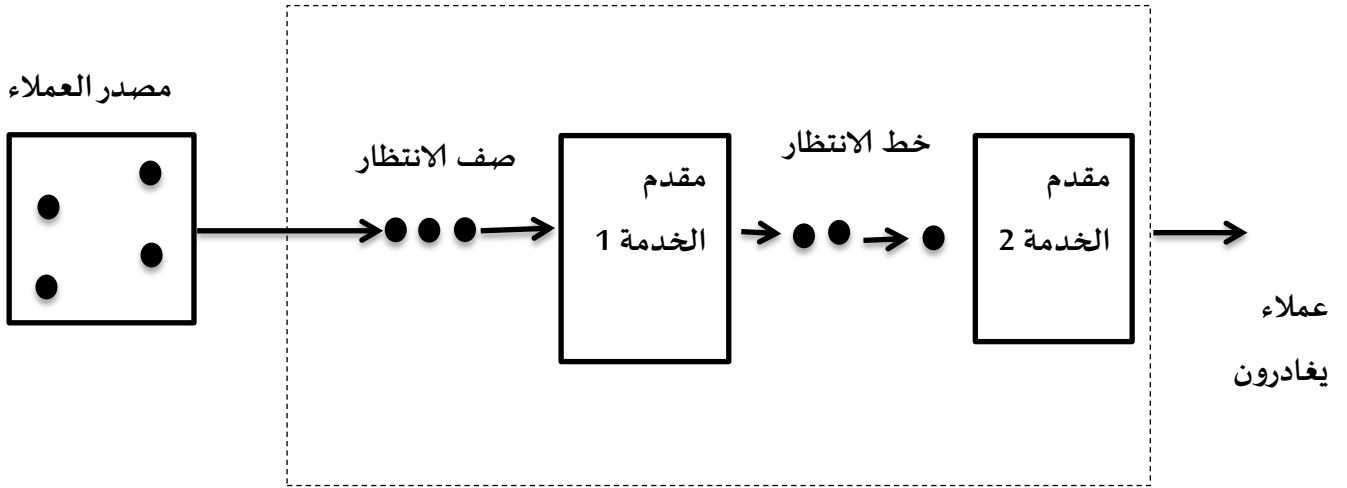 مصدر العملاء
صف الانتظار
مقدم
الخدمة 1
خط الانتظار
مقدم
الخدمة 2
عملاء
يغادرون